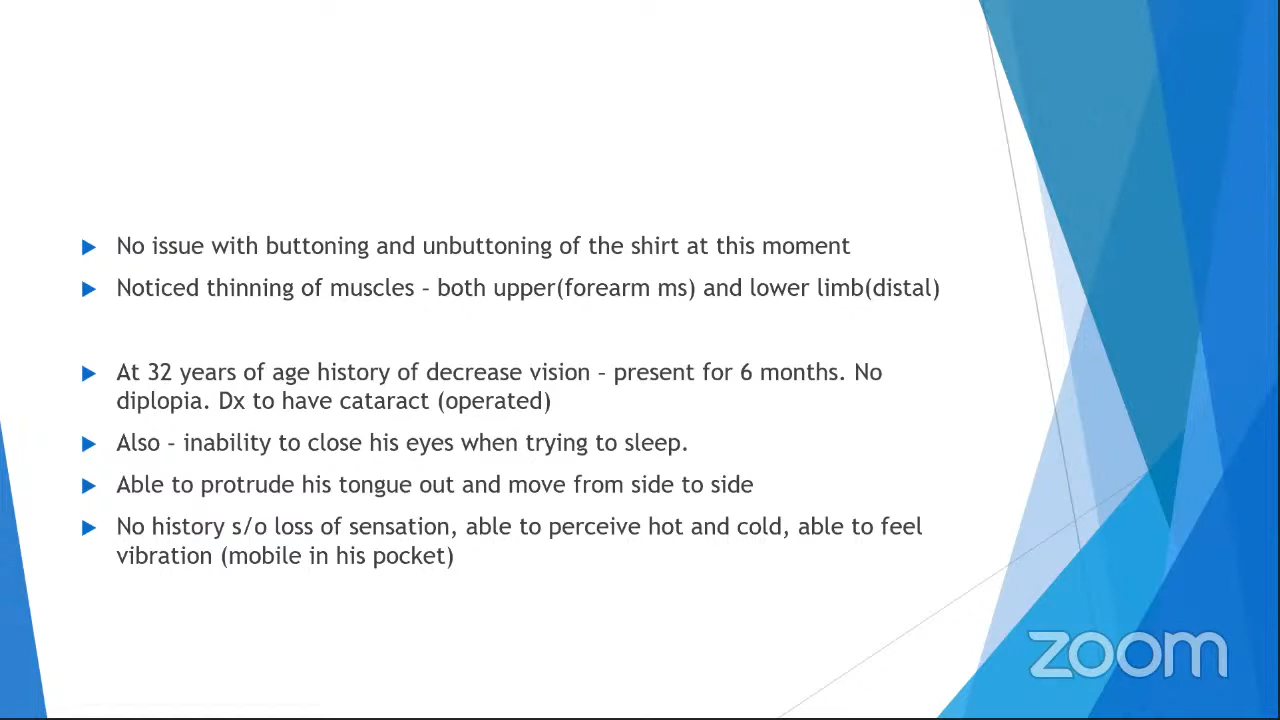 No issue with buttoning and unbuttoning of the shirt at this moment
Noticed thinning of muscles – both upper(forearm ms) and lower limb(distal)
At 32 years of age history of decrease vision – present for 6 months. No
diplopia. Dx to have cataract (operated)
Also – inability to close his eyes when trying to sleep.
Able to protrude his tongue out and move from side to side
No history s/o loss of sensation, able to perceive hot and cold, able to feel
vibration (mobile in his pocket)
zoom